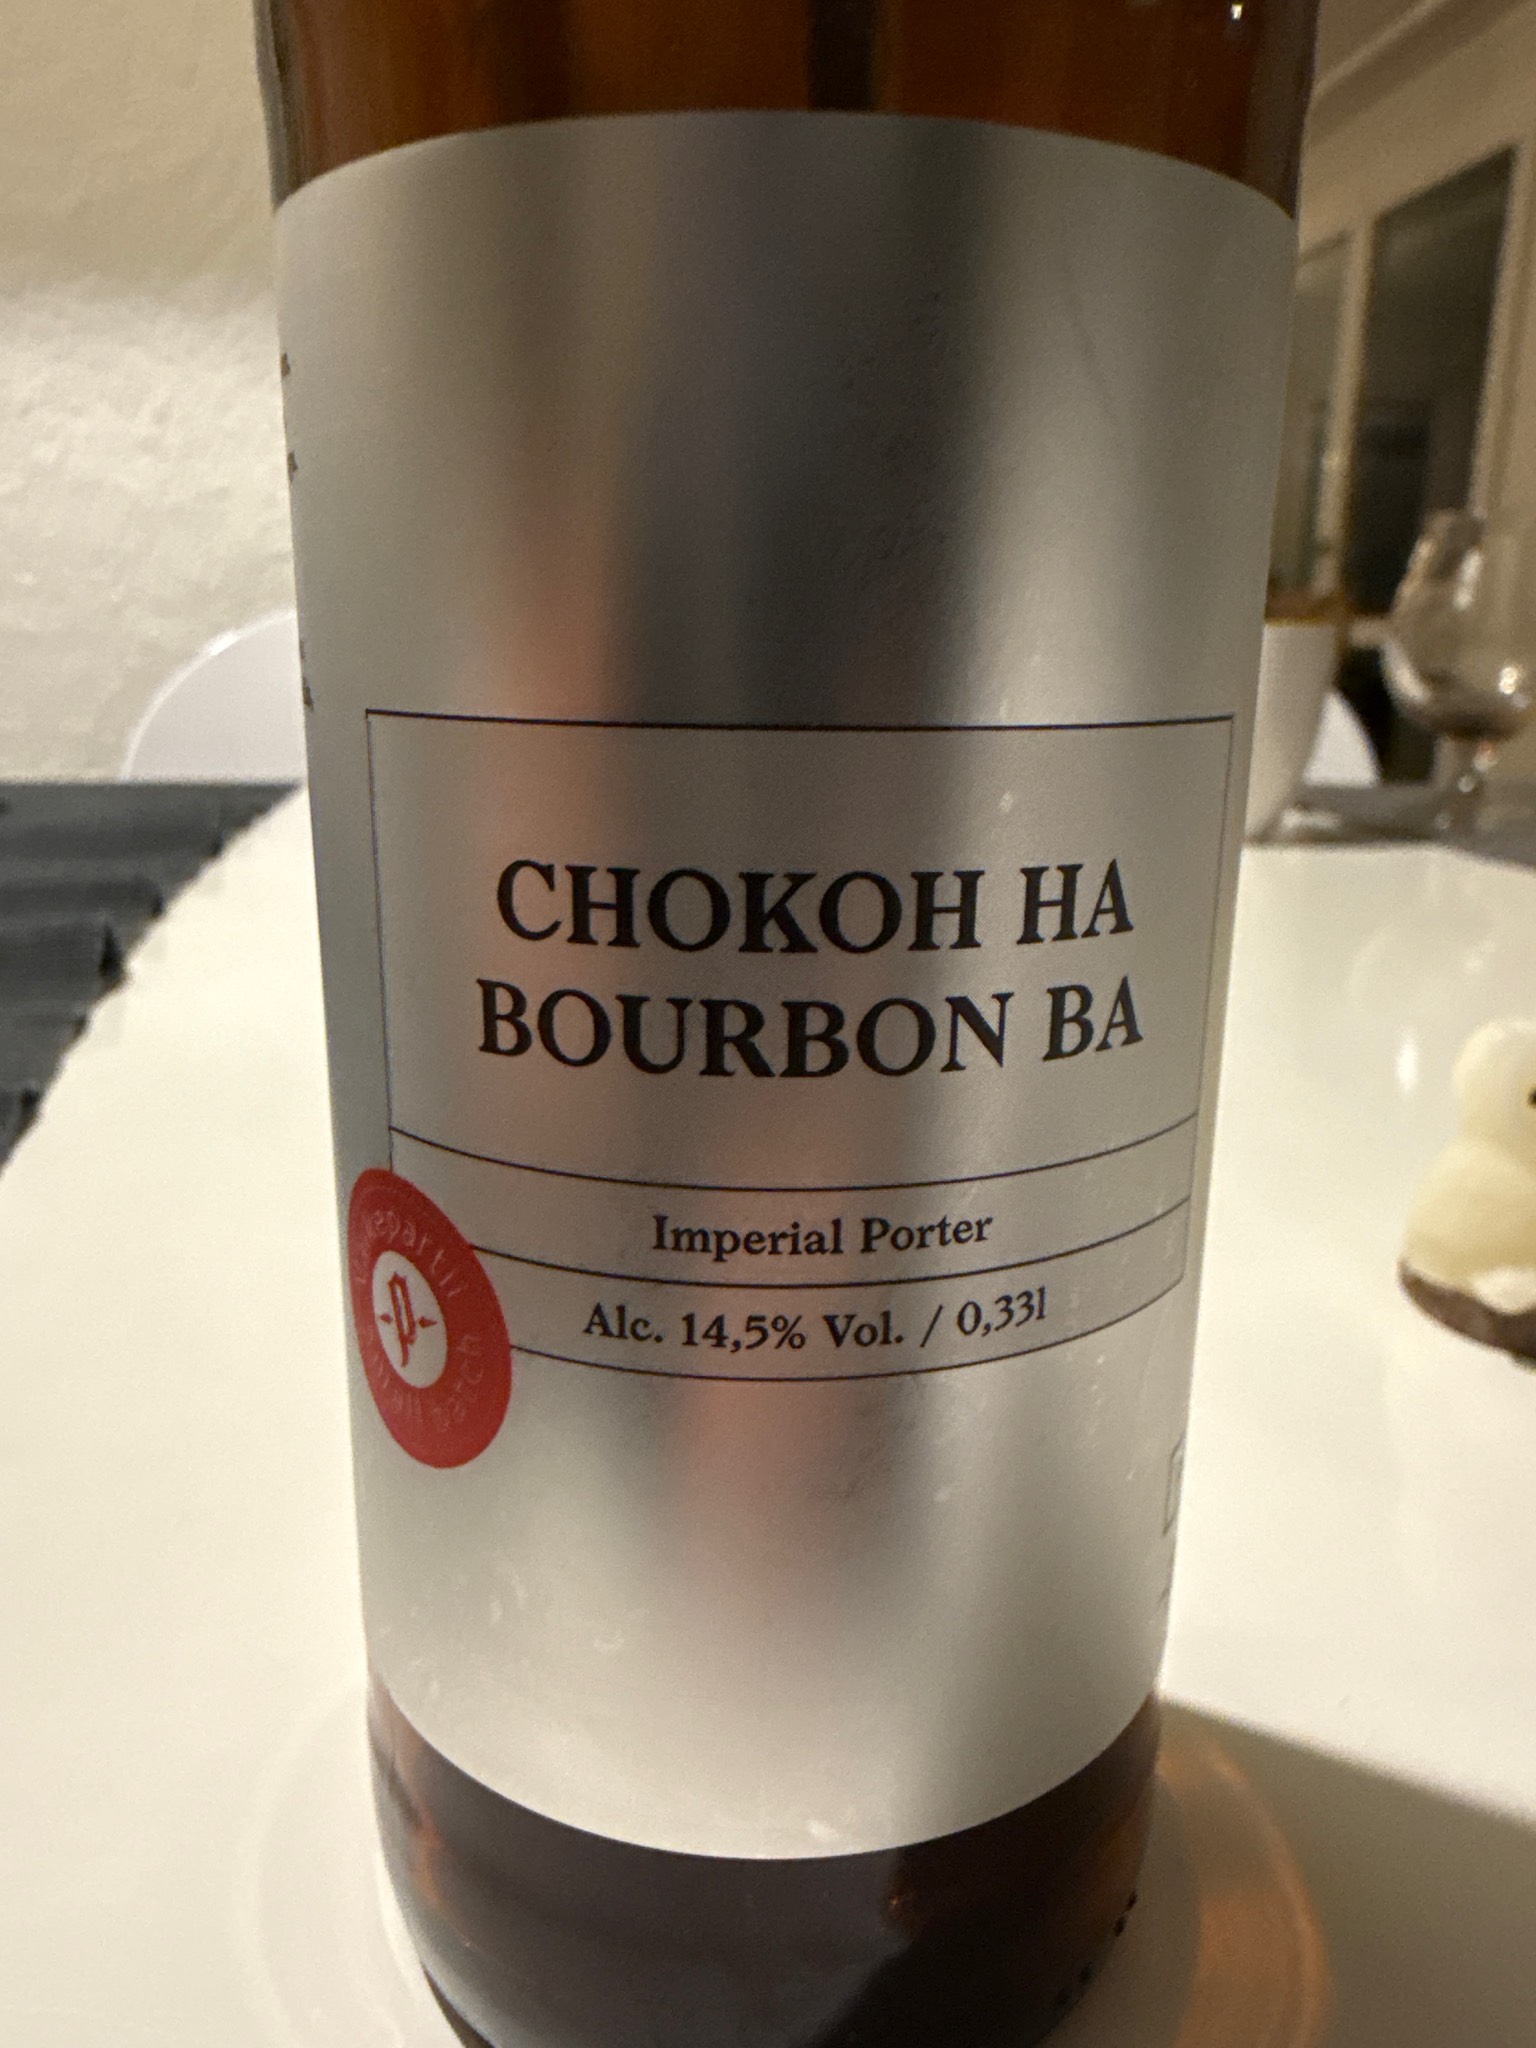 CHOKOH HA
BOURBON BA
Imperial Porter
Alc. 14,5% Vol. / 0,33l